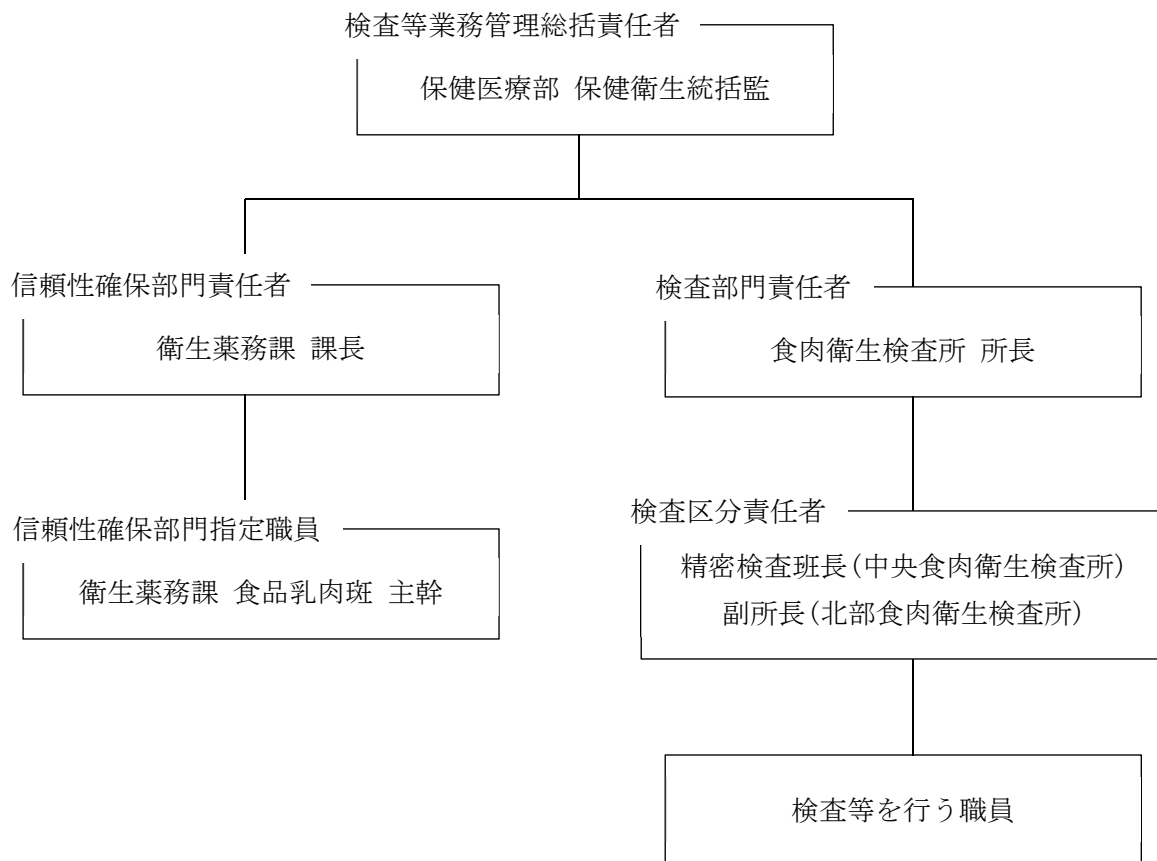 検査等業務管理総括責任者
保健医療部 保健衛生統括監
信頼性確保部門責任者
衛生薬務課 課長
検査部門責任者
食肉衛生検査所 所長
信頼性確保部門指定職員
衛生薬務課 食品乳肉斑 主幹
検査区分責任者
精密検査班長(中央食肉衛生検査所)
副所長(北部食肉衛生検査所)
検査等を行う職員